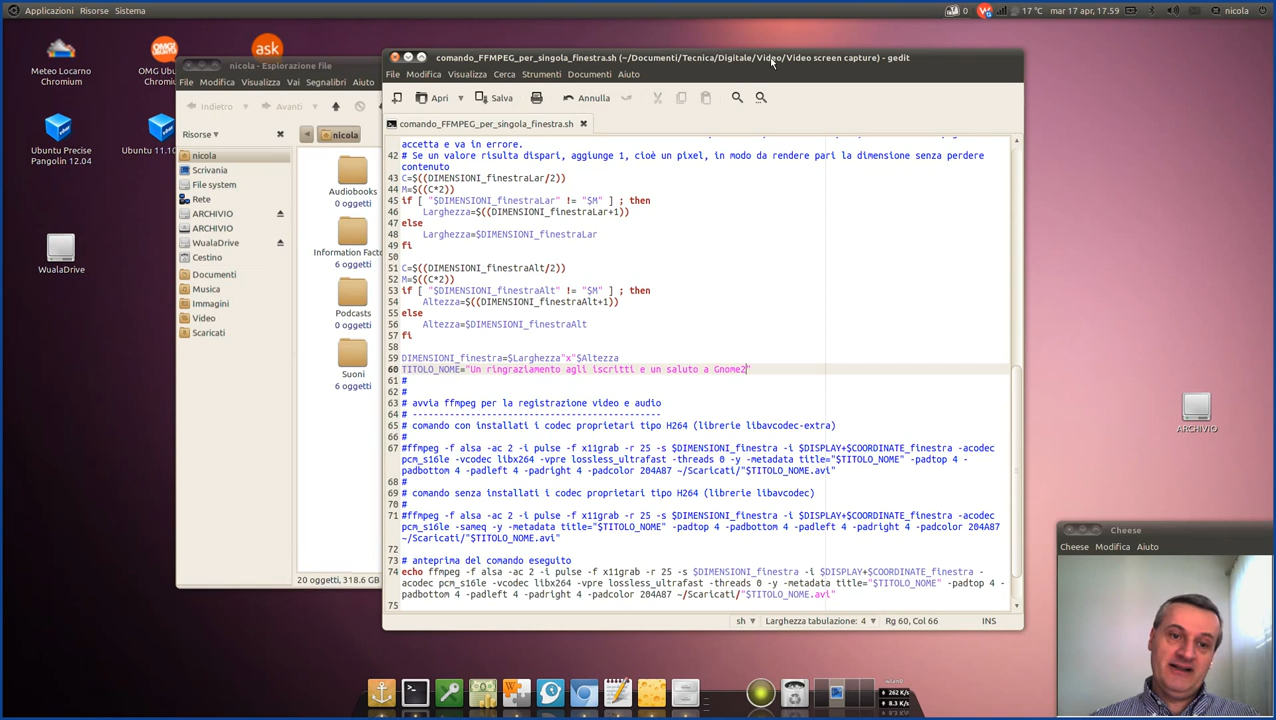 Applicazioni Risorse Sistema
0
17 °C
mar 17 apr, 17.59
nicola
Meteo Locarno
Chromium
OMG Ubu
Chromium
OMG!
UBUNTU!
ask
Ubuntu Precise
Pangolin 12.04
Ubuntu 11.10
WualaDrive
ARCHIVIO
nicola - Esplorazione file
File Modifica Visualizza Vai Segnalibri Aiuto
Indietro Avanti
Risorse
nicola
nicola
Scrivania
File system
Rete
ARCHIVIO
ARCHIVIO
WualaDrive
Cestino
Documenti
Musica
Immagini
Video
Scaricati
Audiobooks
0 oggetti
Information Facto
6 oggetti
Podcasts
0 oggetti
Suoni
20 oggetti, 318.6 G
comando_FFMPEG_per_singola_finestra.sh (~/Documenti/Tecnica/Digitale/Video/Video screen capture) - gedit
File Modifica Visualizza Cerca Strumenti Documenti Aiuto
Apri Salva Annulla
comando_FFMPEG_per_singola_finestra.sh
accetta e va in errore.
42 # Se un valore risulta dispari, aggiunge 1, cioè un pixel, in modo da rendere pari la dimensione senza perdere
contenuto
43 C=$((DIMENSIONI_finestraLar/2))
44 M=$((C*2))
45 if [ "$DIMENSIONI_finestraLar" != "$M" ] ; then
46 Larghezza=$((DIMENSIONI_finestraLar+1))
47 else
48 Larghezza=$DIMENSIONI_finestraLar
49 fi
50
51 C=$((DIMENSIONI_finestraAlt/2))
52 M=$((C*2))
53 if [ "$DIMENSIONI_finestraAlt" != "$M" ] ; then
54 Altezza=$((DIMENSIONI_finestraAlt+1))
55 else
56 Altezza=$DIMENSIONI_finestraAlt
57 fi
58
59 DIMENSIONI_finestra=$Larghezza"x"$Altezza
60 TITOLO_NOME="Un ringraziamento agli iscritti e un saluto a Gnome2"
61 #
62 #
63 # avvia ffmpeg per la registrazione video e audio
64 # -----------------------------------------------
65 # comando con installati i codec proprietari tipo H264 (librerie libavcodec-extra)
66 #
67 #ffmpeg -f alsa -ac 2 -i pulse -f x11grab -r 25 -s $DIMENSIONI_finestra -i $DISPLAY+$COORDINATE_finestra -acodec
pcm_s16le -vcodec libx264 -vpre lossless_ultrafast -threads 0 -y -metadata title="$TITOLO_NOME" -padtop 4 -
padbottom 4 -padleft 4 -padright 4 -padcolor 204A87 ~/Scaricati/"$TITOLO_NOME.avi"
68 #
69 # comando senza installati i codec proprietari tipo H264 (librerie libavcodec)
70 #
71 #ffmpeg -f alsa -ac 2 -i pulse -f x11grab -r 25 -s $DIMENSIONI_finestra -i $DISPLAY+$COORDINATE_finestra -acodec
pcm_s16le -sameq -y -metadata title="$TITOLO_NOME" -padtop 4 -padbottom 4 -padleft 4 -padright 4 -padcolor 204A87
~/Scaricati/"$TITOLO_NOME.avi"
72
73 # anteprima del comando eseguito
74 echo ffmpeg -f alsa -ac 2 -i pulse -f x11grab -r 25 -s $DIMENSIONI_finestra -i $DISPLAY+$COORDINATE_finestra -
acodec pcm_s16le -vcodec libx264 -vpre lossless_ultrafast -threads 0 -y -metadata title="$TITOLO_NOME" -padtop 4 -
padbottom 4 -padleft 4 -padright 4 -padcolor 204A87 ~/Scaricati/"$TITOLO_NOME.avi"
75
sh Larghezza tabulazione: 4 Rg 60, Col 66 INS
Cheese
Cheese Modifica Aiuto
wlan0
262 K/s
8.3 K/s